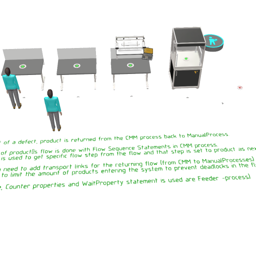 of a defect, product is returned from the CMM process back to ManualProcess
of product(s) flow is done with Flow Sequence Statements in CMM process.
is used to get specific flow step from the flow and that step is set to product as
need to add transport links for the returning flow (from CMM to ManualProcesses)
to limit the amount of products entering the system to prevent deadlocks in the
Counter properties and WaitProperty statement is used are Feeder -process)